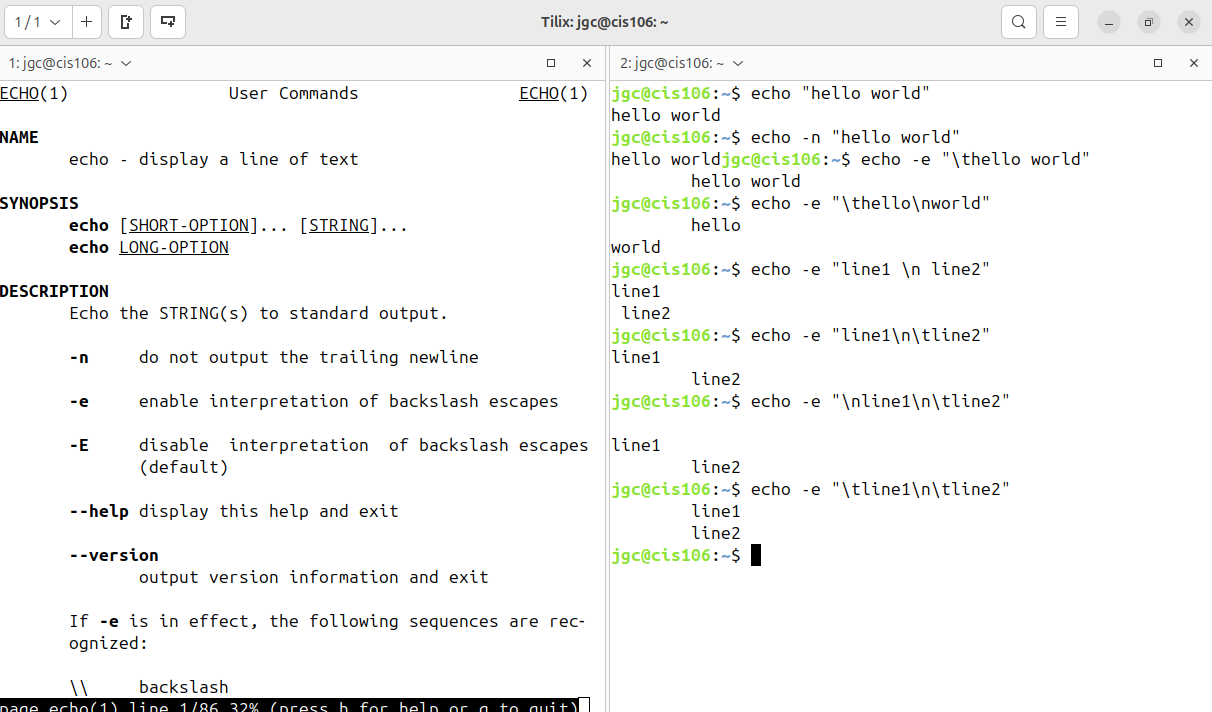 1 / 1
Tilix: jgc@cis106: ~
1: jgc@cis106: ~
ECHO(1) User Commands ECHO(1)
NAME
echo - display a line of text
SYNOPSIS
echo [SHORT-OPTION]... [STRING]...
echo LONG-OPTION
DESCRIPTION
Echo the STRING(s) to standard output.
-n do not output the trailing newline
-e enable interpretation of backslash escapes
-E disable interpretation of backslash escapes
(default)
--help display this help and exit
--version
output version information and exit
If -e is in effect, the following sequences are rec-
ognized:
\\ backslash
page echo(1) line 1/86 32% (press h for help or q to quit)
2: jgc@cis106: ~
jgc@cis106:~$ echo "hello world"
hello world
jgc@cis106:~$ echo -n "hello world"
hello worldjgc@cis106:~$ echo -e "\thello world"
hello world
jgc@cis106:~$ echo -e "\thello\nworld"
hello
world
jgc@cis106:~$ echo -e "line1 \n line2"
line1
line2
jgc@cis106:~$ echo -e "line1\n\tline2"
line1
line2
jgc@cis106:~$ echo -e "\nline1\n\tline2"
line1
line2
jgc@cis106:~$ echo -e "\tline1\n\tline2"
line1
line2
jgc@cis106:~$